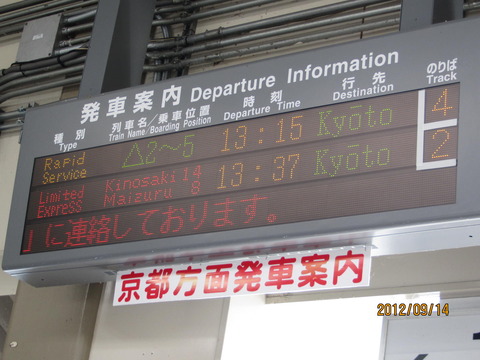 発車案内 Departure Information
種別 列車名/乗車位置 時刻 行先 のりば
Type Train Name/Boarding Position Departure Time Destination Track
Rapid Service △2~5 13:15 Kyōto 4
Limited Express Kinosaki 14 Maizuru 8 13:37 Kyōto 2
」に連絡しております。
京都方面発車案内
2012/09/14